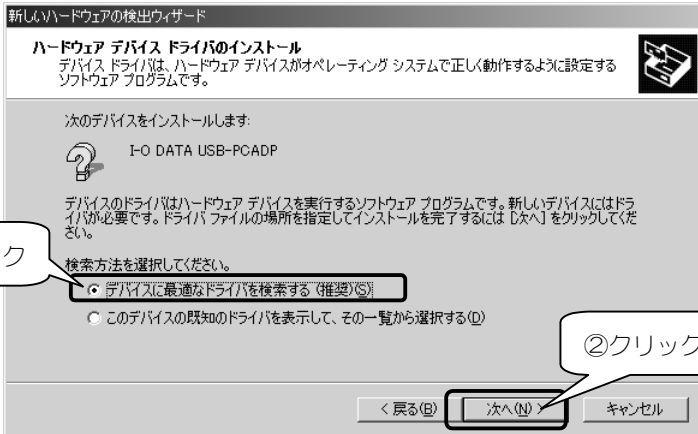 新しいハードウェアの検出ウィザード
ハードウェア デバイス ドライバのインストール
デバイス ドライバは、ハードウェア デバイスがオペレーティング システムで正しく動作するように設定する
ソフトウェア プログラムです。
次のデバイスをインストールします:
I-O DATA USB-PCADP
デバイスのドライバはハードウェア デバイスを実行するソフトウェア プログラムです。新しいデバイスにはドラ
イバが必要です。ドライバ ファイルの場所を指定してインストールを完了するには [次へ] をクリックしてくだ
さい。
ク
検索方法を選択してください。
デバイスに最適なドライバを検索する (推奨)(S)
このデバイスの既知のドライバを表示して、その一覧から選択する(D)
②クリック
< 戻る(B)
次へ(N) >
キャンセル